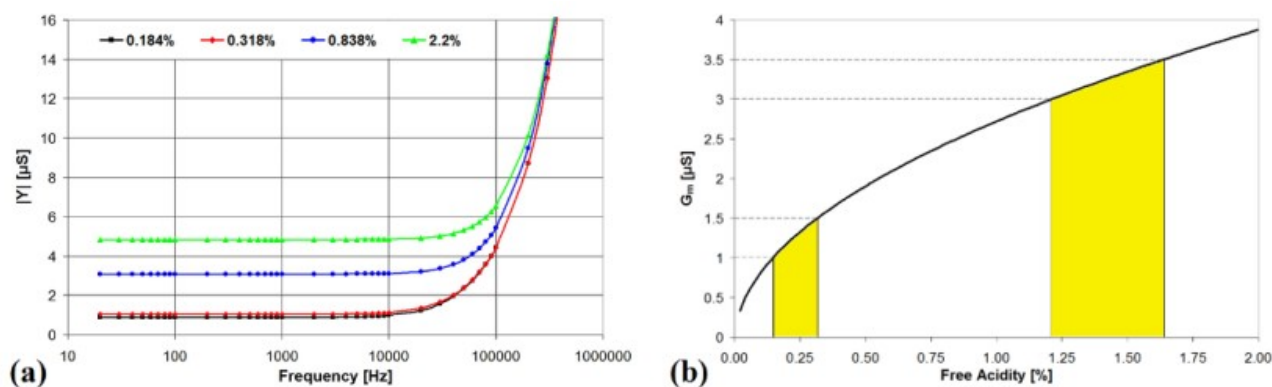 16
14
12
10
8
6
4
2
0
|Y| [µS]
0.184% 0.318% 0.838% 2.2%
10 100 1000 10000 100000 1000000
Frequency [Hz]
(a)
4
3.5
3
2.5
2
1.5
1
0.5
0
Gm [µS]
0.00 0.25 0.50 0.75 1.00 1.25 1.50 1.75 2.00
Free Acidity [%]
(b)